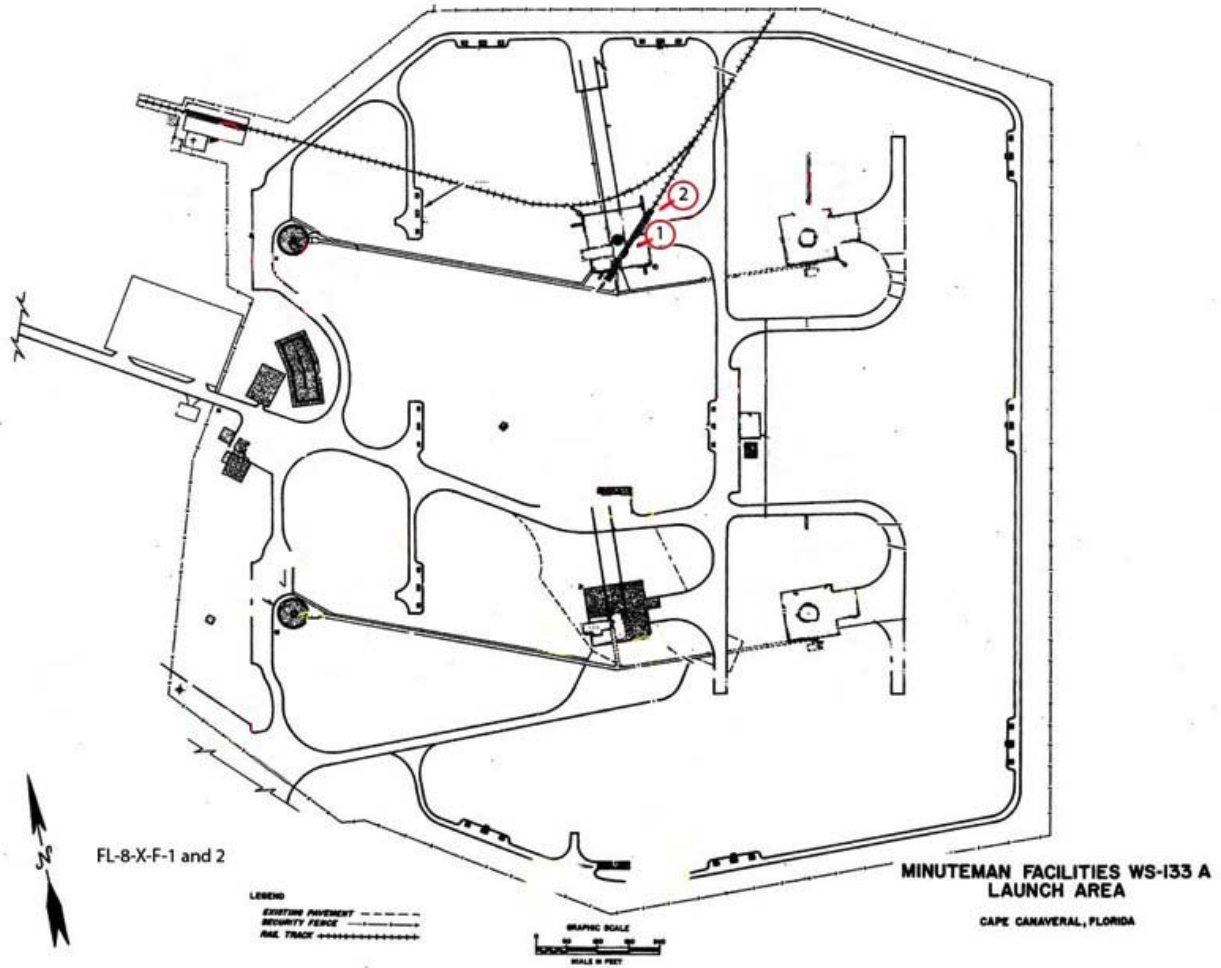 2
1
FL-8-X-F-1 and 2
MINUTEMAN FACILITIES WS-133 A
LAUNCH AREA
CAPE CANAVERAL, FLORIDA
LEGEND
EXISTING PAVEMENT
SECURITY FENCE
RAIL TRACK
GRAPHIC SCALE
SCALE IN FEET